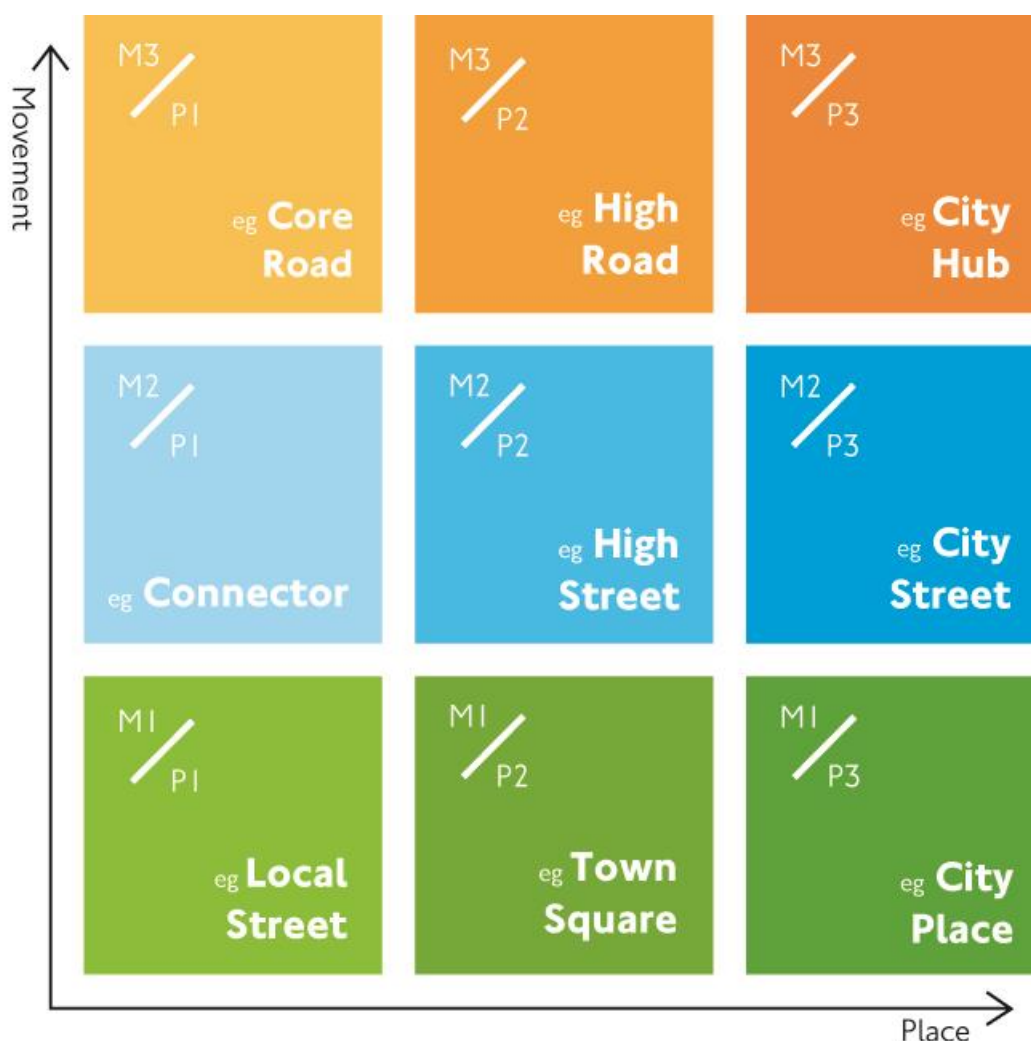 Movement
M3
P1
eg Core
Road
M3
P2
eg High
Road
M3
P3
eg City
Hub
M2
P1
eg Connector
M2
P2
eg High
Street
M2
P3
eg City
Street
M1
P1
eg Local
Street
M1
P2
eg Town
Square
M1
P3
eg City
Place
Place